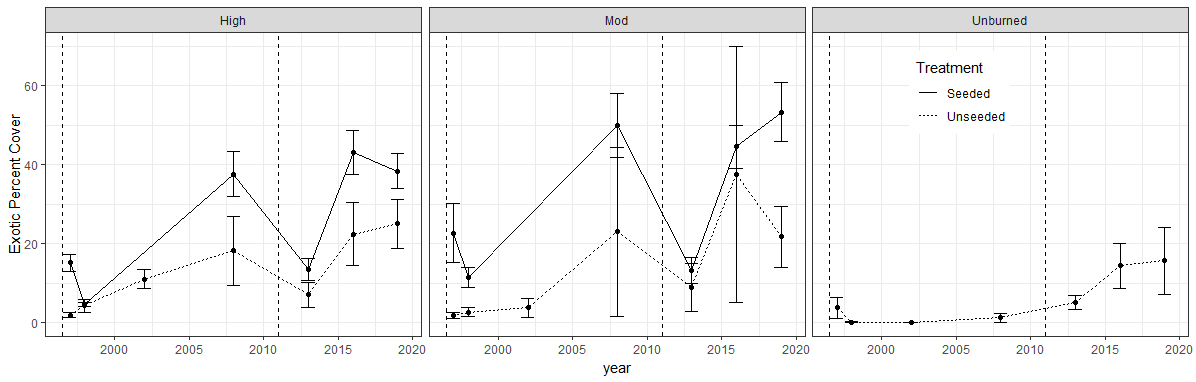 High Mod Unburned
Exotic Percent Cover
60
40
20
0
Treatment
Seeded
Unseeded
2000 2005 2010 2015 2020 2000 2005 2010 2015 2020 2000 2005 2010 2015 2020
year